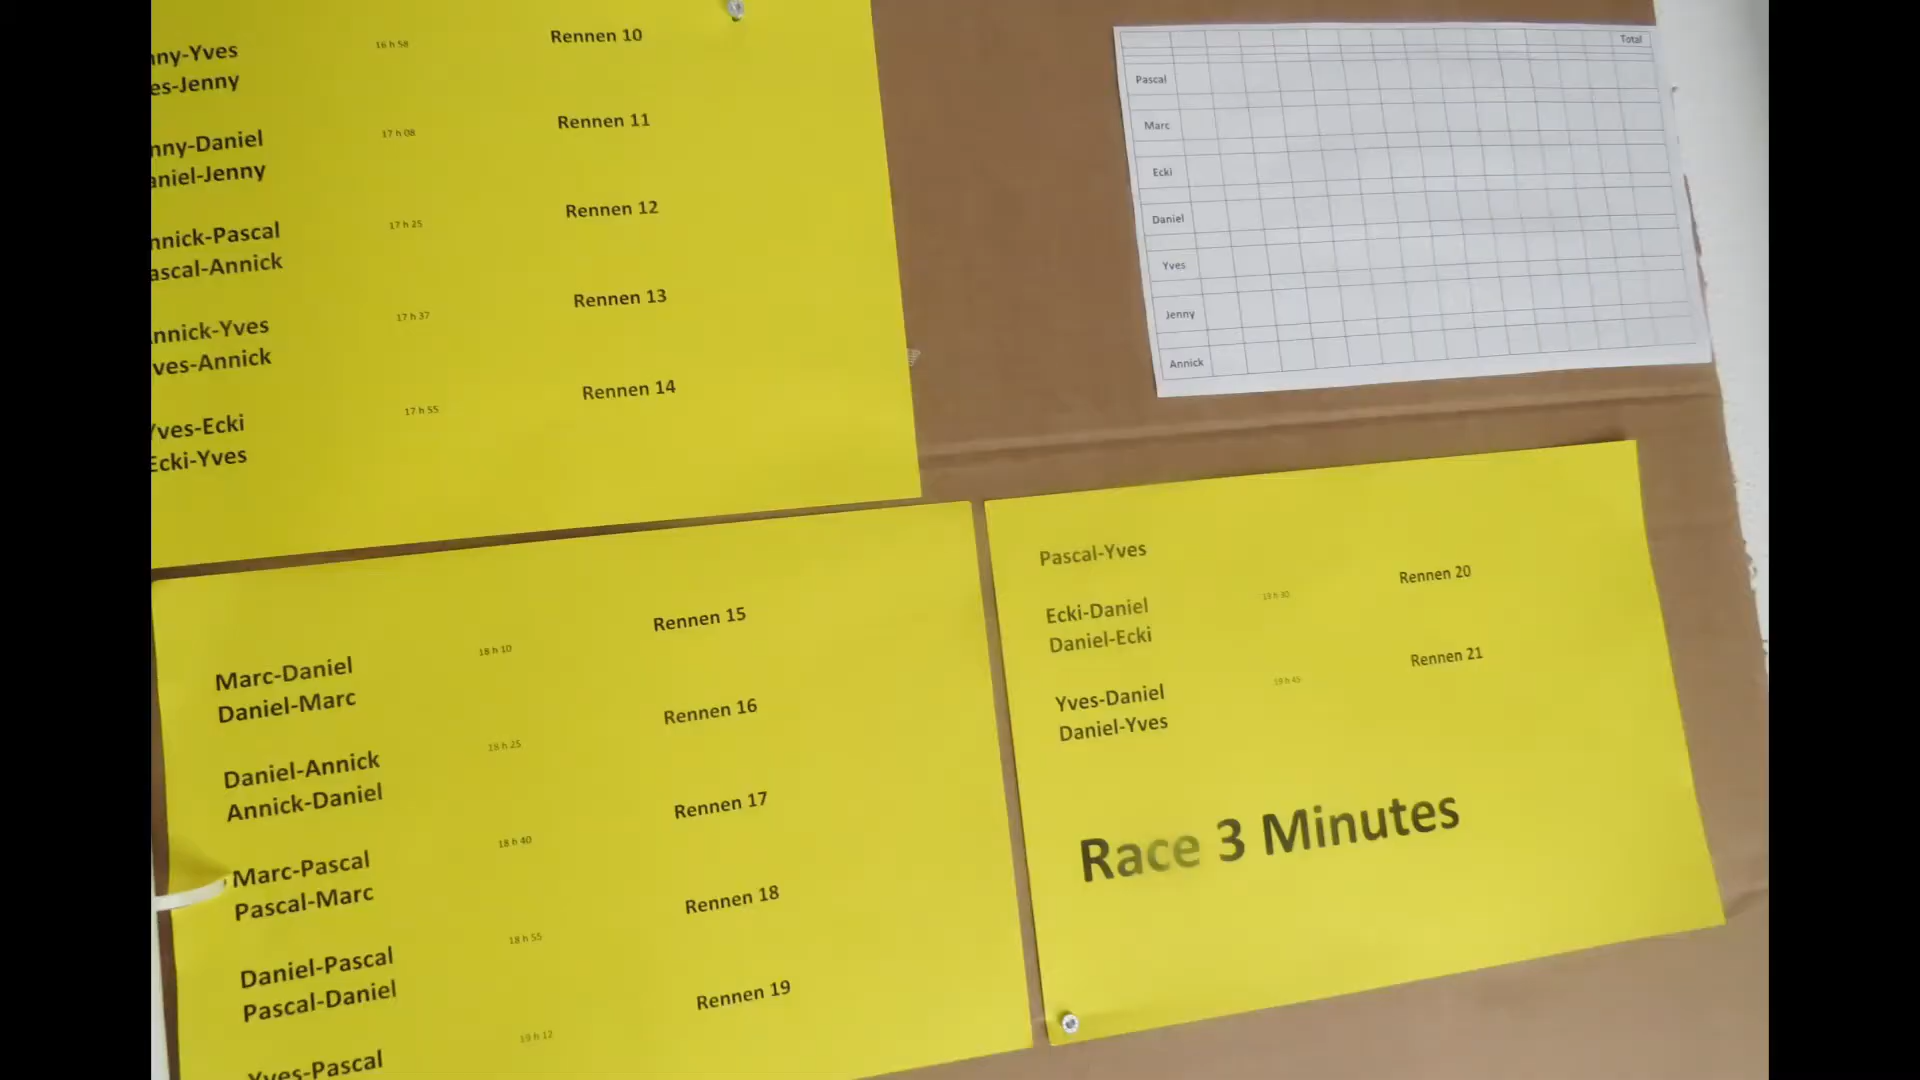 nny-Yves 16 h 58 Rennen 10
es-Jenny
nny-Daniel 17 h 08 Rennen 11
aniel-Jenny
nnick-Pascal 17 h 25 Rennen 12
ascal-Annick
nnick-Yves 17 h 37 Rennen 13
ves-Annick
Yves-Ecki 17 h 55 Rennen 14
Ecki-Yves
Total
Pascal
Marc
Ecki
Daniel
Yves
Jenny
Annick
Marc-Daniel 18 h 10 Rennen 15
Daniel-Marc
Daniel-Annick 18 h 25 Rennen 16
Annick-Daniel
Marc-Pascal 18 h 40 Rennen 17
Pascal-Marc
Daniel-Pascal 18 h 55 Rennen 18
Pascal-Daniel
Yves-Pascal 19 h 12 Rennen 19
Pascal-Yves
Ecki-Daniel 19 h 30 Rennen 20
Daniel-Ecki
Yves-Daniel 19 h 45 Rennen 21
Daniel-Yves
Race 3 Minutes